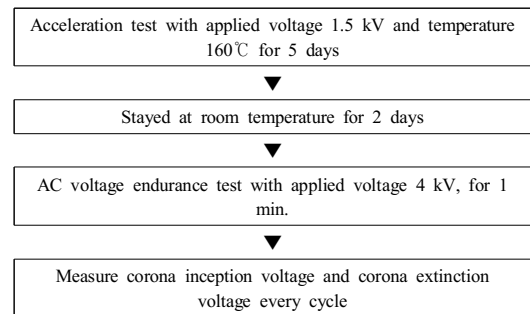 Acceleration test with applied voltage 1.5 kV and temperature
160℃ for 5 days
Stayed at room temperature for 2 days
AC voltage endurance test with applied voltage 4 kV, for 1
min.
Measure corona inception voltage and corona extinction
voltage every cycle